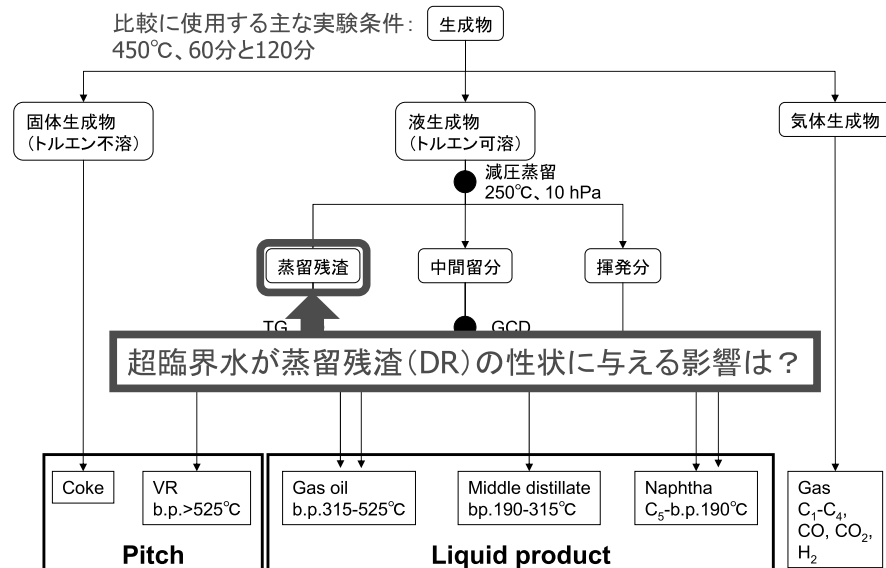 比較に使用する主な実験条件:
450℃、60分と120分
生成物
固体生成物
(トルエン不溶)
液生成物
(トルエン可溶)
気体生成物
減圧蒸留
250℃、10 hPa
蒸留残渣
中間留分
揮発分
TG
GCD
超臨界水が蒸留残渣(DR)の性状に与える影響は?
Coke
VR
b.p.>525℃
Pitch
Gas oil
b.p.315-525℃
Middle distillate
bp.190-315℃
Naphtha
C5-b.p.190℃
Liquid product
Gas
C1-C4,
CO, CO2,
H2